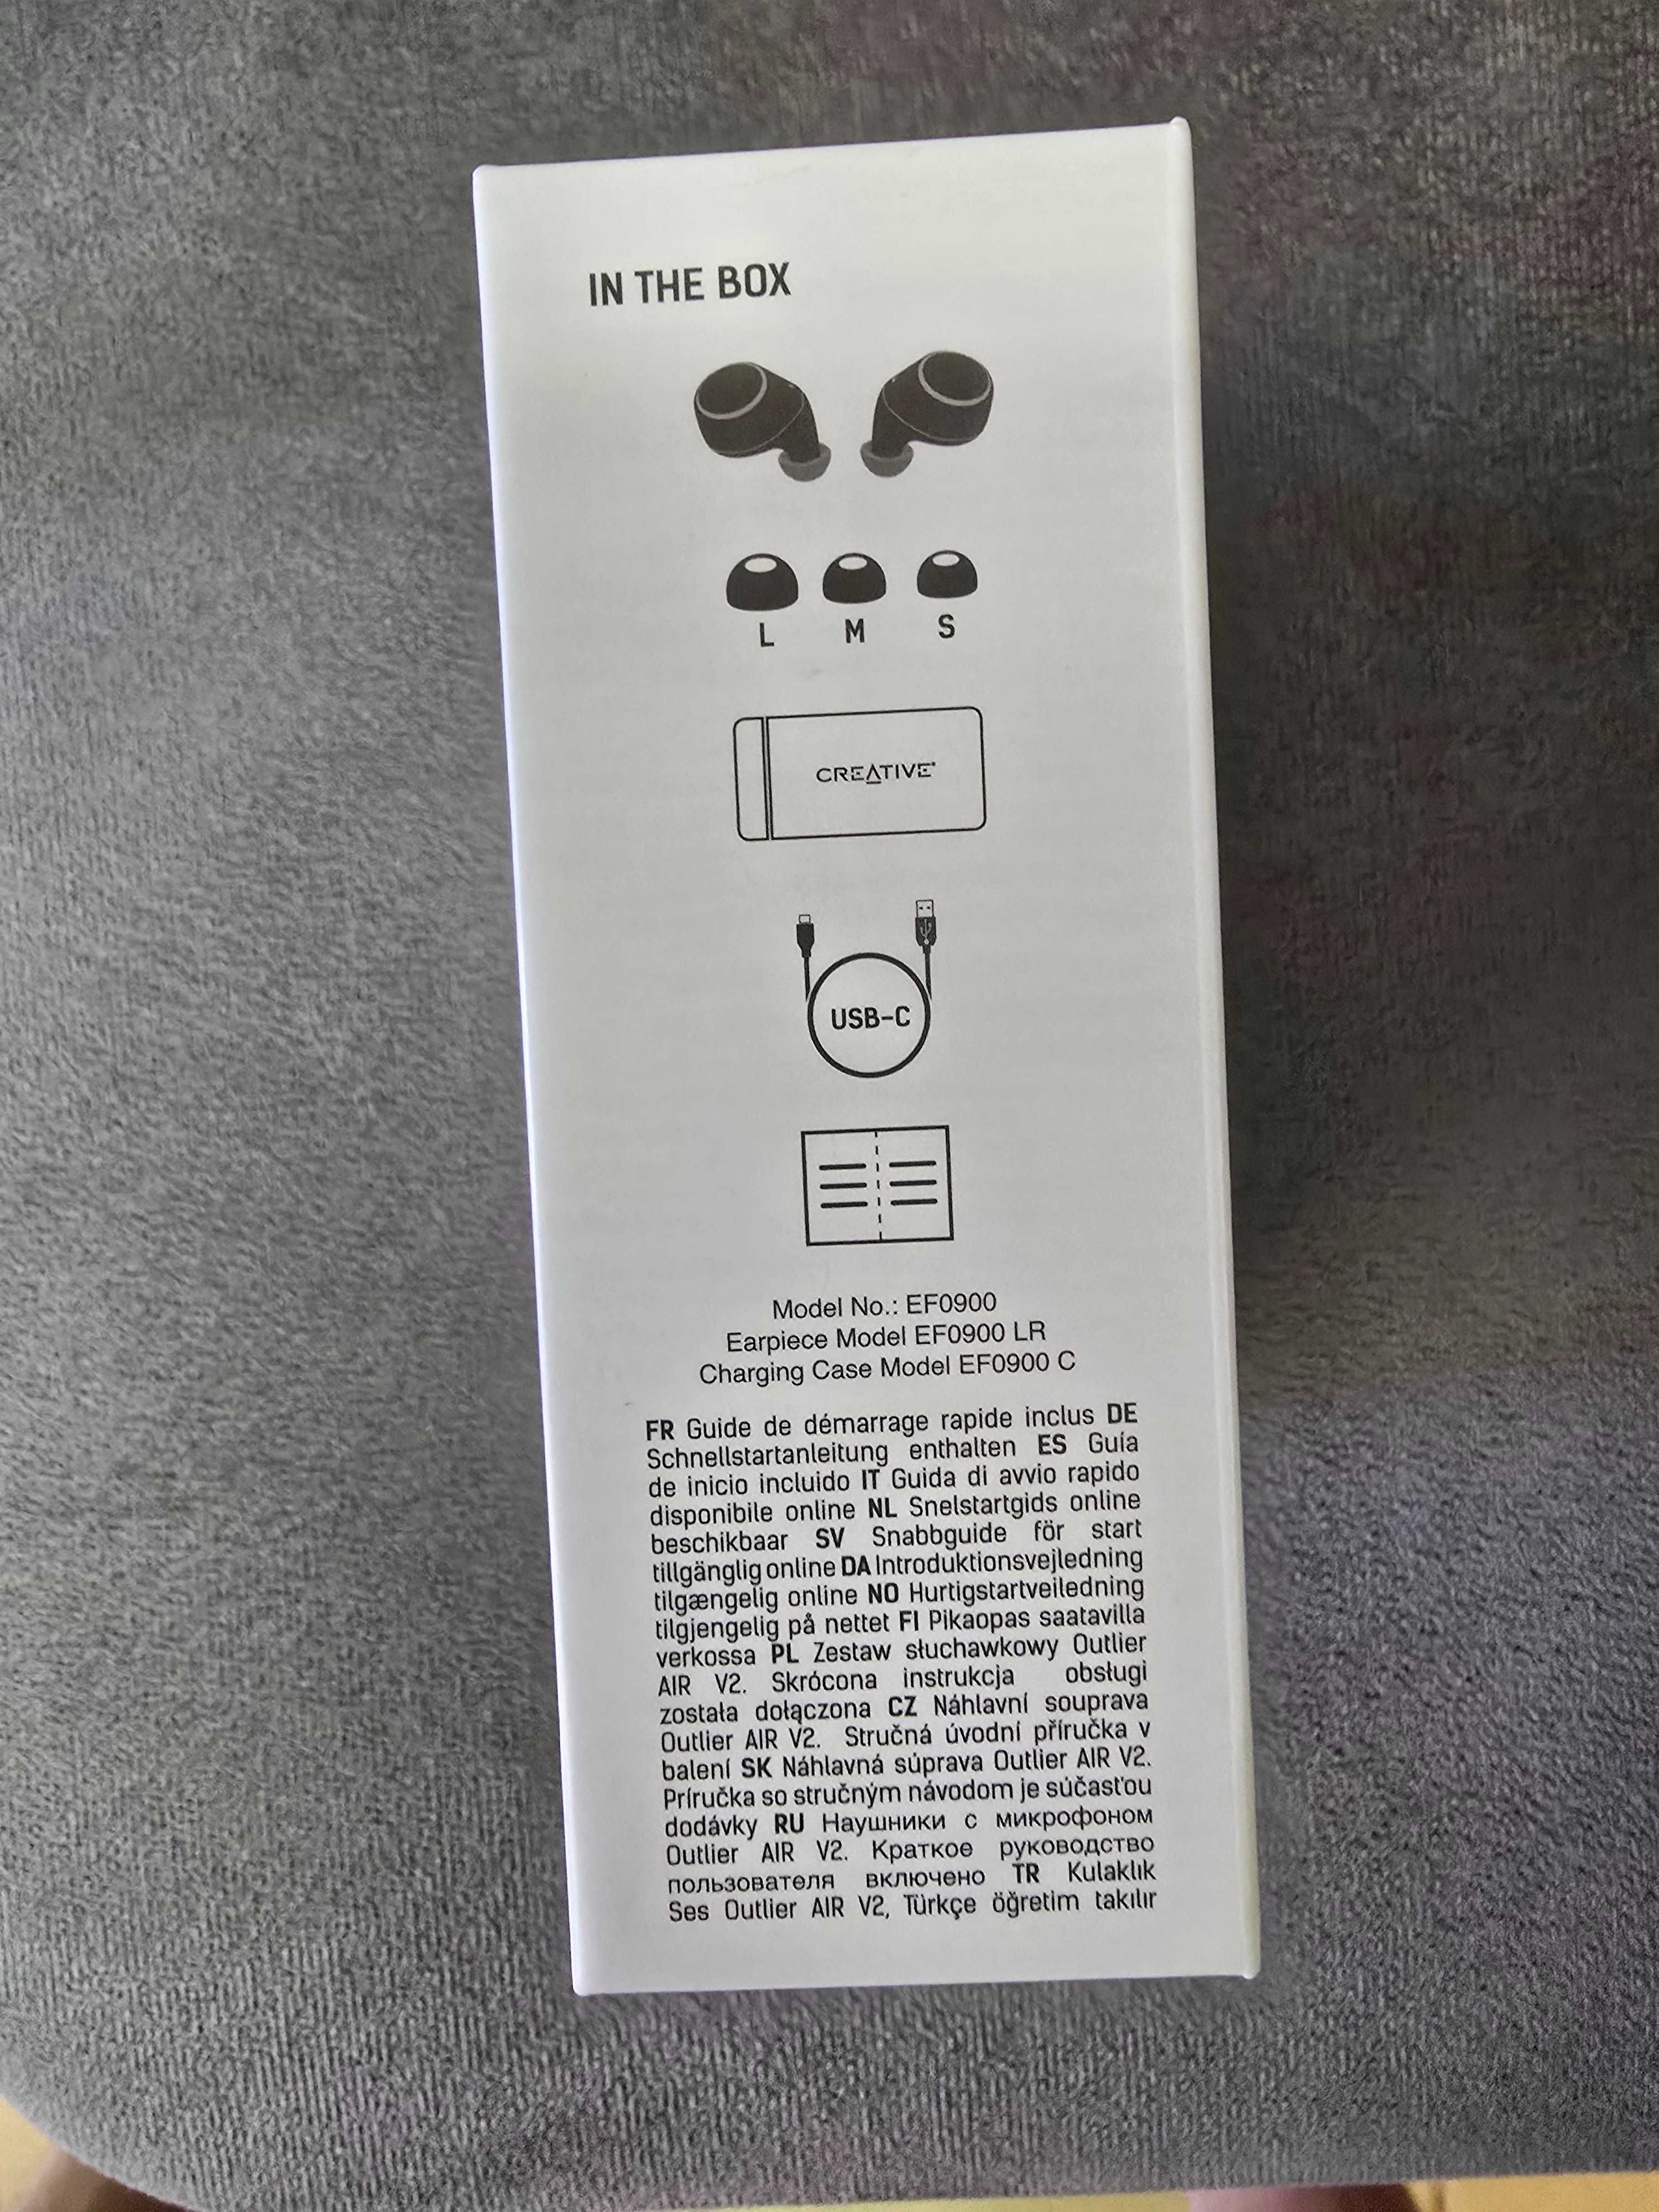 IN THE BOX
L M S
CREATIVE
USB-C
Model No.: EF0900
Earpiece Model EF0900 LR
Charging Case Model EF0900 C
FR Guide de démarrage rapide inclus DE
Schnellstartanleitung enthalten ES Guía
de inicio incluido IT Guida di avvio rapido
disponibile online NL Snelstartgids online
beschikbaar SV Snabbguide för start
tillgänglig online DA Introduktionsvejledning
tilgængelig online NO Hurtigstartveiledning
tilgjengelig på nettet FI Pikaopas saatavilla
verkossa PL Zestaw słuchawkowy Outlier
AIR V2. Skrócona instrukcja obsługi
została dołączona CZ Náhlavní souprava
Outlier AIR V2. Stručná úvodní příručka v
balení SK Náhlavná súprava Outlier AIR V2.
Príručka so stručným návodom je súčasťou
dodávky RU Наушники с микрофоном
Outlier AIR V2. Краткое руководство
пользователя включено TR Kulaklık
Ses Outlier AIR V2, Türkçe öğretim takılır